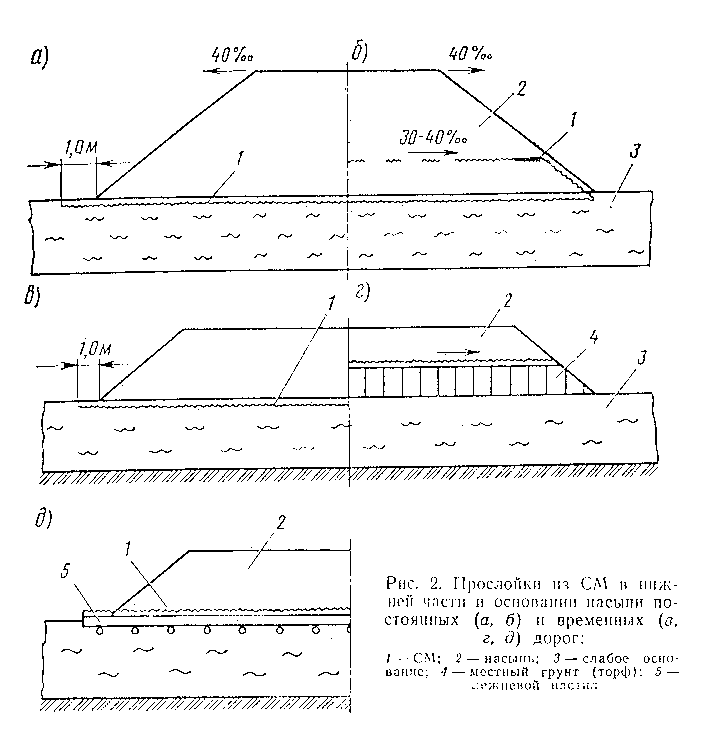 а)
40‰
б)
40‰
2
1
30-40‰
3
1,0м
1
в)
1
г)
2
4
3
1,0м
д)
2
1
5
Рис. 2. Прослойки из СМ в ниж-
ней части и основании насыпи по-
стоянных (а, б) и временных (в,
г, д) дорог:
1 — СМ; 2 — насыпь; 3 — слабое осно-
вание; 4 — местный грунт (торф); 5 —
лежневой настил